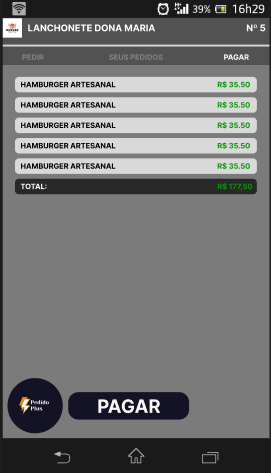 39% 16h29
LANCHONETE DONA MARIA Nº 5
PEDIR SEUS PEDIDOS PAGAR
HAMBURGER ARTESANAL R$ 35.50
HAMBURGER ARTESANAL R$ 35.50
HAMBURGER ARTESANAL R$ 35.50
HAMBURGER ARTESANAL R$ 35.50
HAMBURGER ARTESANAL R$ 35.50
TOTAL: R$ 177,50
Pedido
Plus
PAGAR